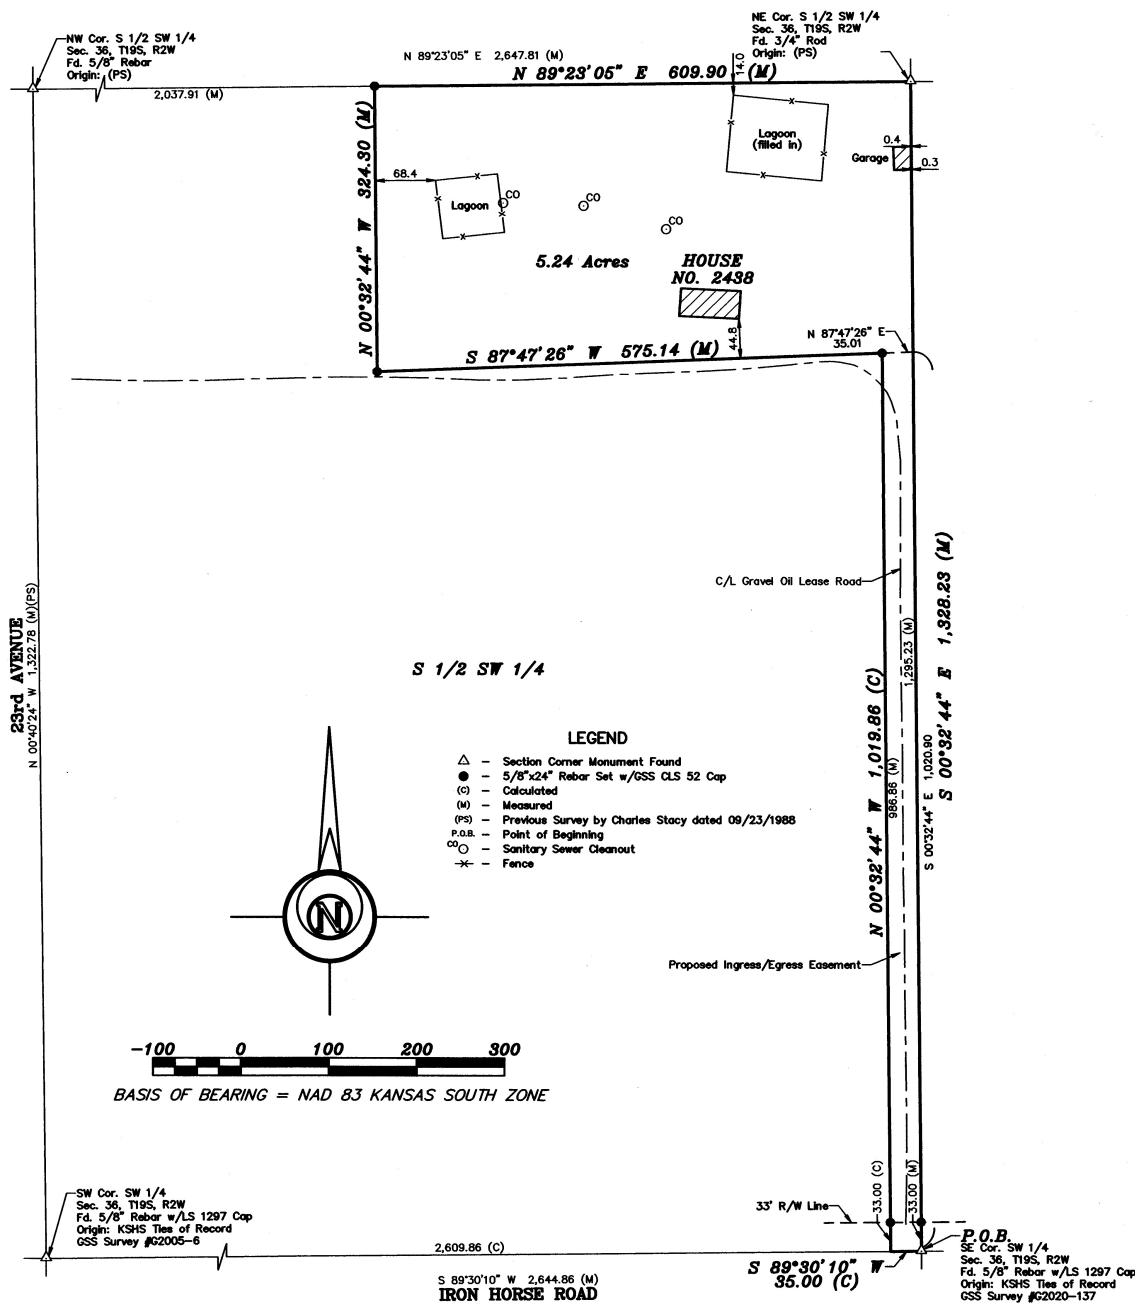 NW Cor. S 1/2 SW 1/4
Sec. 36, T19S, R2W
Fd. 5/8" Rebar
Origin: (PS)
NE Cor. S 1/2 SW 1/4
Sec. 36, T19S, R2W
Fd. 3/4" Rod
Origin: (PS)
N 89°23'05" E 2,647.81 (M)
N 89°23'05" E 609.90 (M)
2,037.91 (M)
14.0
N 00°32'44" W 324.30 (M)
Lagoon
(filled in)
0.4
Garage
0.3
68.4
Lagoon
CO
CO
CO
5.24 Acres
HOUSE
NO. 2438
44.8
N 87°47'26" E
35.01
S 87°47'26" W 575.14 (M)
C/L Gravel Oil Lease Road
23rd AVENUE
N 00°40'24" W 1,322.78 (M)(PS)
S 1/2 SW 1/4
1,295.23 (M)
S 00°32'44" E 1,328.23 (M)
N 00°32'44" W 1,019.86 (C)
986.86 (M)
S 00°32'44" E 1,020.90
LEGEND
△ – Section Corner Monument Found
● – 5/8"x24" Rebar Set w/GSS CLS 52 Cap
(C) – Calculated
(M) – Measured
(PS) – Previous Survey by Charles Stacy dated 09/23/1988
P.O.B. – Point of Beginning
CO – Sanitary Sewer Cleanout
–x– – Fence
N
Proposed Ingress/Egress Easement
-100 0 100 200 300
BASIS OF BEARING = NAD 83 KANSAS SOUTH ZONE
SW Cor. SW 1/4
Sec. 36, T19S, R2W
Fd. 5/8" Rebar w/LS 1297 Cap
Origin: KSHS Ties of Record
GSS Survey #G2005-6
33' R/W Line
33.00 (C)
33.00 (M)
P.O.B.
SE Cor. SW 1/4
Sec. 36, T19S, R2W
Fd. 5/8" Rebar w/LS 1297 Cap
Origin: KSHS Ties of Record
GSS Survey #G2020-137
2,609.86 (C)
S 89°30'10" W
35.00 (C)
S 89°30'10" W 2,644.86 (M)
IRON HORSE ROAD